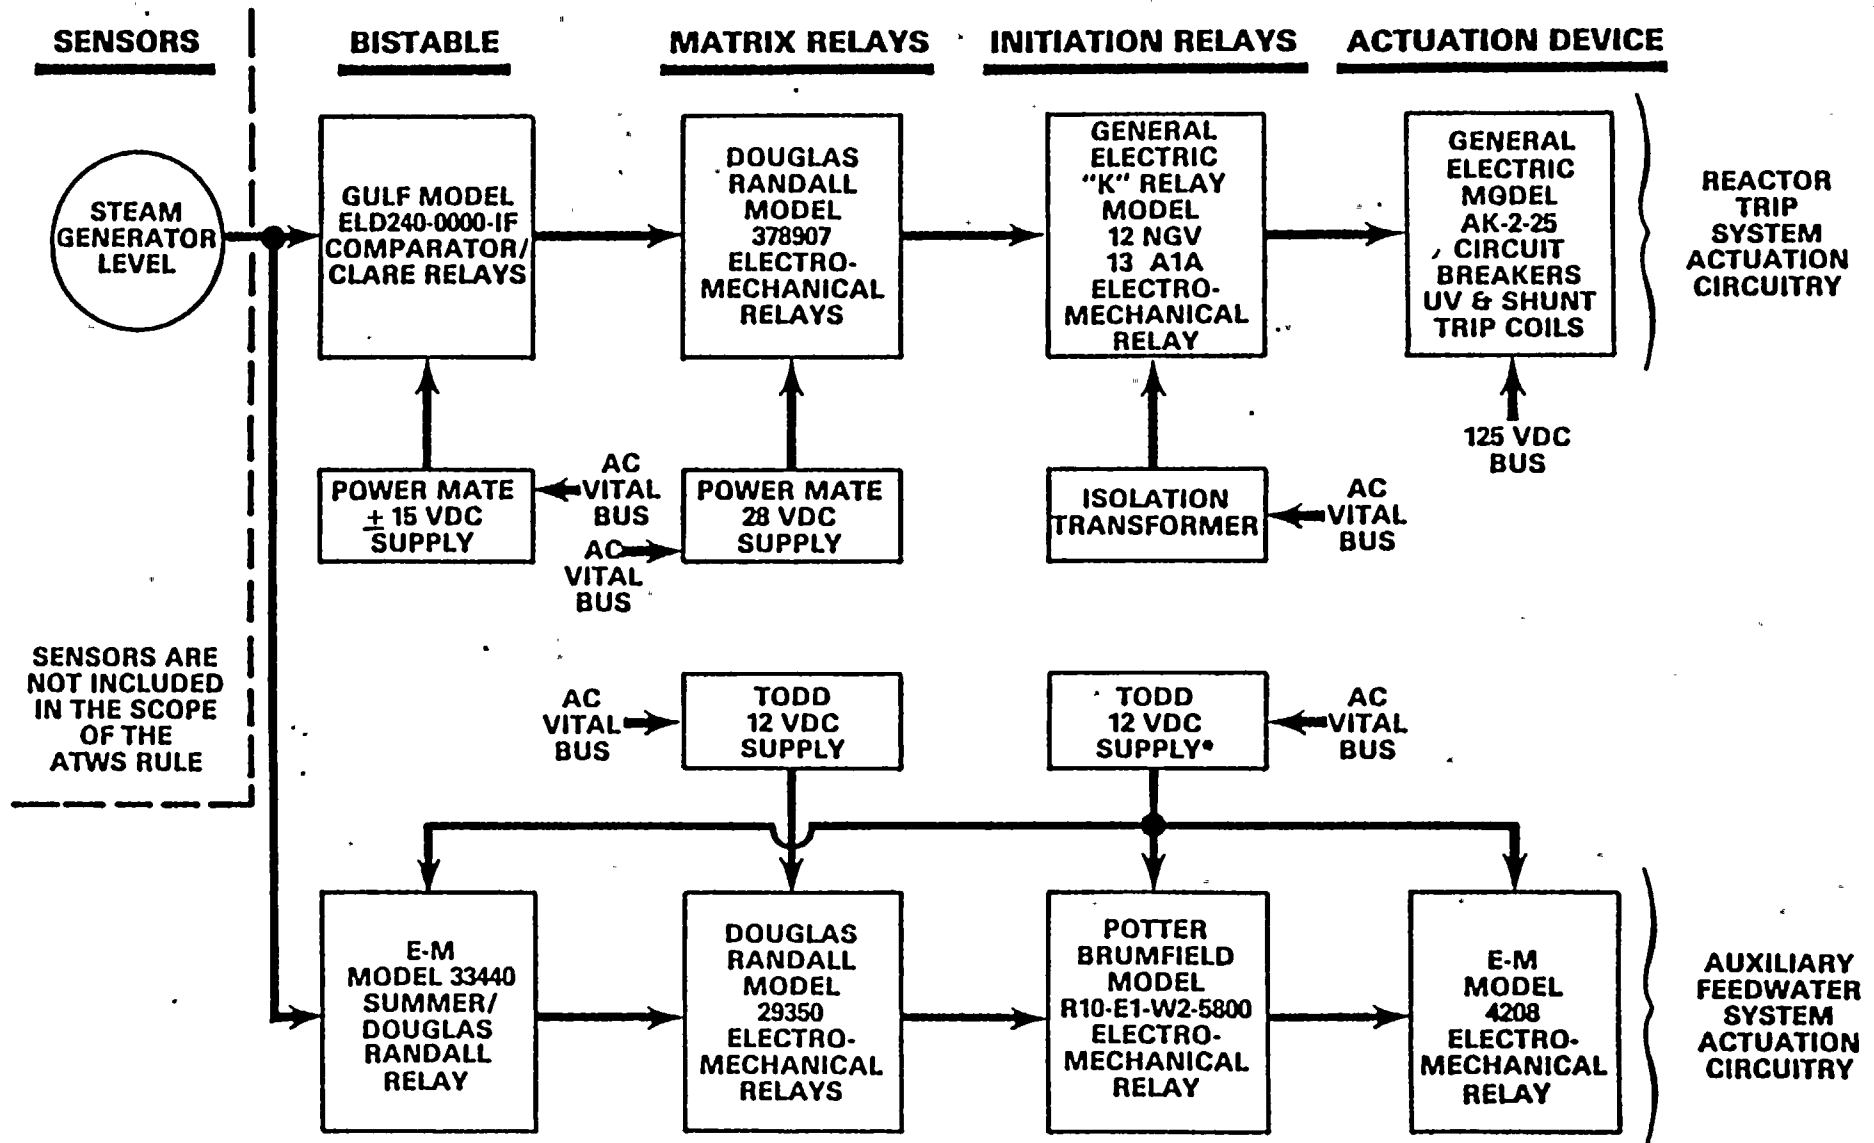 SENSORS
BISTABLE
MATRIX RELAYS
INITIATION RELAYS
ACTUATION DEVICE
STEAM
GENERATOR
LEVEL
GULF MODEL
ELD240-0000-IF
COMPARATOR/
CLARE RELAYS
DOUGLAS
RANDALL
MODEL
378907
ELECTRO-
MECHANICAL
RELAYS
GENERAL
ELECTRIC
"K" RELAY
MODEL
12 NGV
13 A1A
ELECTRO-
MECHANICAL
RELAY
GENERAL
ELECTRIC
MODEL
AK-2-25
CIRCUIT
BREAKERS
UV & SHUNT
TRIP COILS
REACTOR
TRIP
SYSTEM
ACTUATION
CIRCUITRY
POWER MATE
± 15 VDC
SUPPLY
AC
VITAL
BUS
AC
VITAL
BUS
POWER MATE
28 VDC
SUPPLY
ISOLATION
TRANSFORMER
AC
VITAL
BUS
125 VDC
BUS
SENSORS ARE
NOT INCLUDED
IN THE SCOPE
OF THE
ATWS RULE
AC
VITAL
BUS
TODD
12 VDC
SUPPLY
TODD
12 VDC
SUPPLY*
AC
VITAL
BUS
E-M
MODEL 33440
SUMMER/
DOUGLAS
RANDALL
RELAY
DOUGLAS
RANDALL
MODEL
29350
ELECTRO-
MECHANICAL
RELAYS
POTTER
BRUMFIELD
MODEL
R10-E1-W2-5800
ELECTRO-
MECHANICAL
RELAY
E-M
MODEL
4208
ELECTRO-
MECHANICAL
RELAY
AUXILIARY
FEEDWATER
SYSTEM
ACTUATION
CIRCUITRY